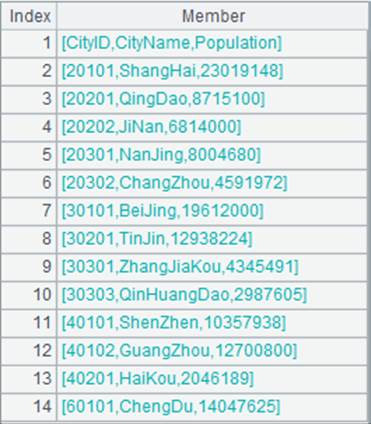 Index Member
1 [CityID,CityName,Population]
2 [20101,ShangHai,23019148]
3 [20201,QingDao,8715100]
4 [20202,JiNan,6814000]
5 [20301,NanJing,8004680]
6 [20302,ChangZhou,4591972]
7 [30101,BeiJing,19612000]
8 [30201,TinJin,12938224]
9 [30301,ZhangJiaKou,4345491]
10 [30303,QinHuangDao,2987605]
11 [40101,ShenZhen,10357938]
12 [40102,GuangZhou,12700800]
13 [40201,HaiKou,2046189]
14 [60101,ChengDu,14047625]